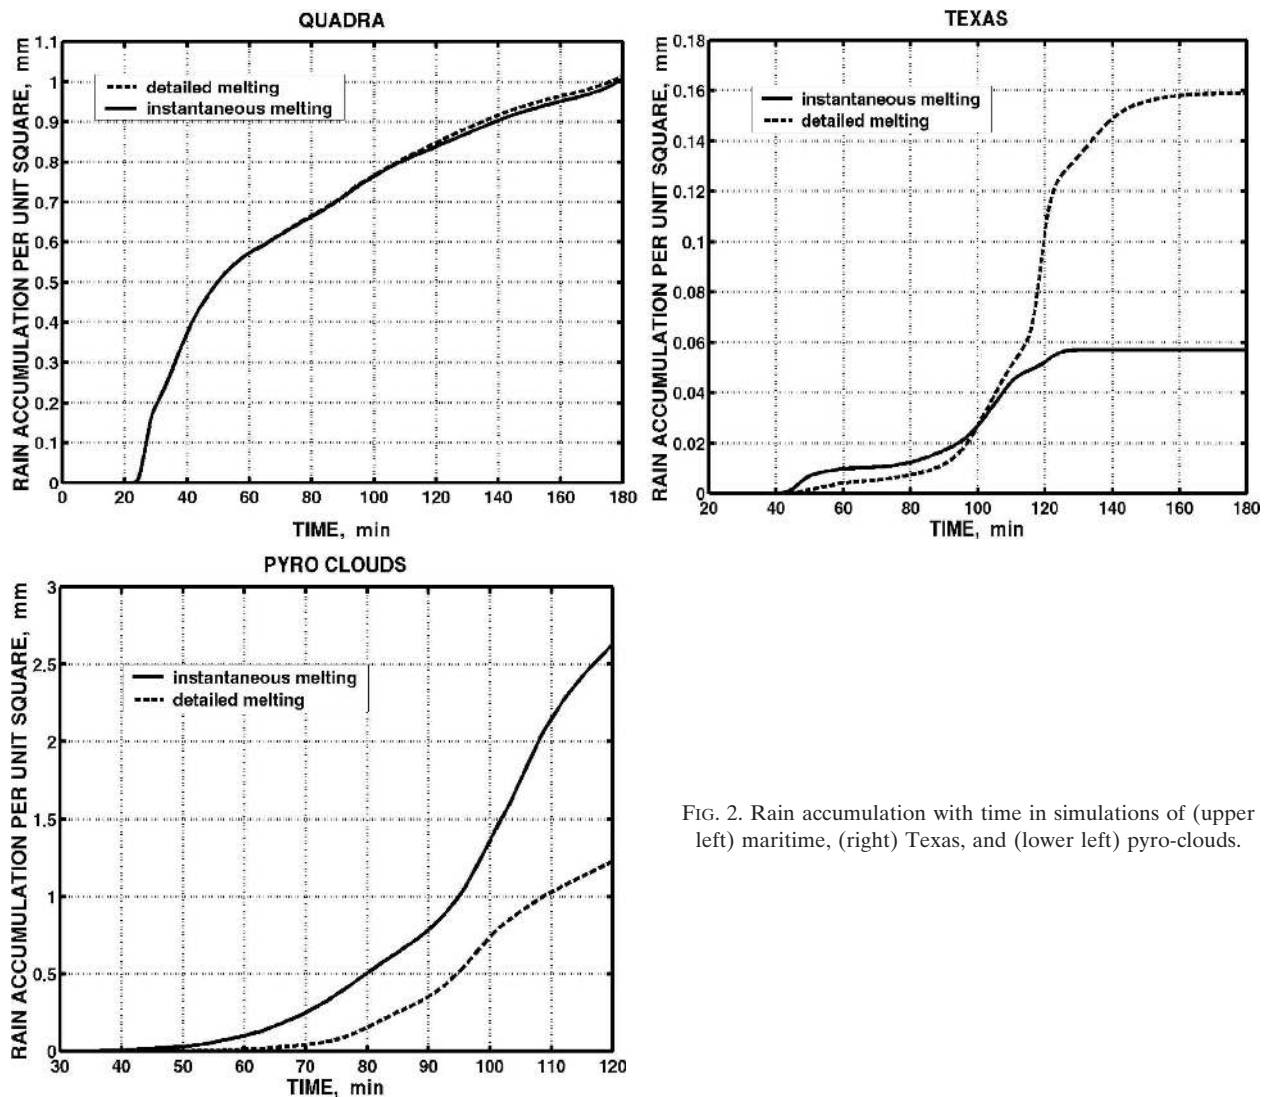 QUADRA
RAIN ACCUMULATION PER UNIT SQUARE, mm
1.1
1
0.9
0.8
0.7
0.6
0.5
0.4
0.3
0.2
0.1
0
detailed melting
instantaneous melting
0 20 40 60 80 100 120 140 160 180
TIME, min
TEXAS
RAIN ACCUMULATION PER UNIT SQUARE, mm
0.18
0.16
0.14
0.12
0.1
0.08
0.06
0.04
0.02
0
instantaneous melting
detailed melting
20 40 60 80 100 120 140 160 180
TIME, min
PYRO CLOUDS
RAIN ACCUMULATION PER UNIT SQUARE, mm
3
2.5
2
1.5
1
0.5
0
instantaneous melting
detailed melting
30 40 50 60 70 80 90 100 110 120
TIME, min
FIG. 2. Rain accumulation with time in simulations of (upper
left) maritime, (right) Texas, and (lower left) pyro-clouds.